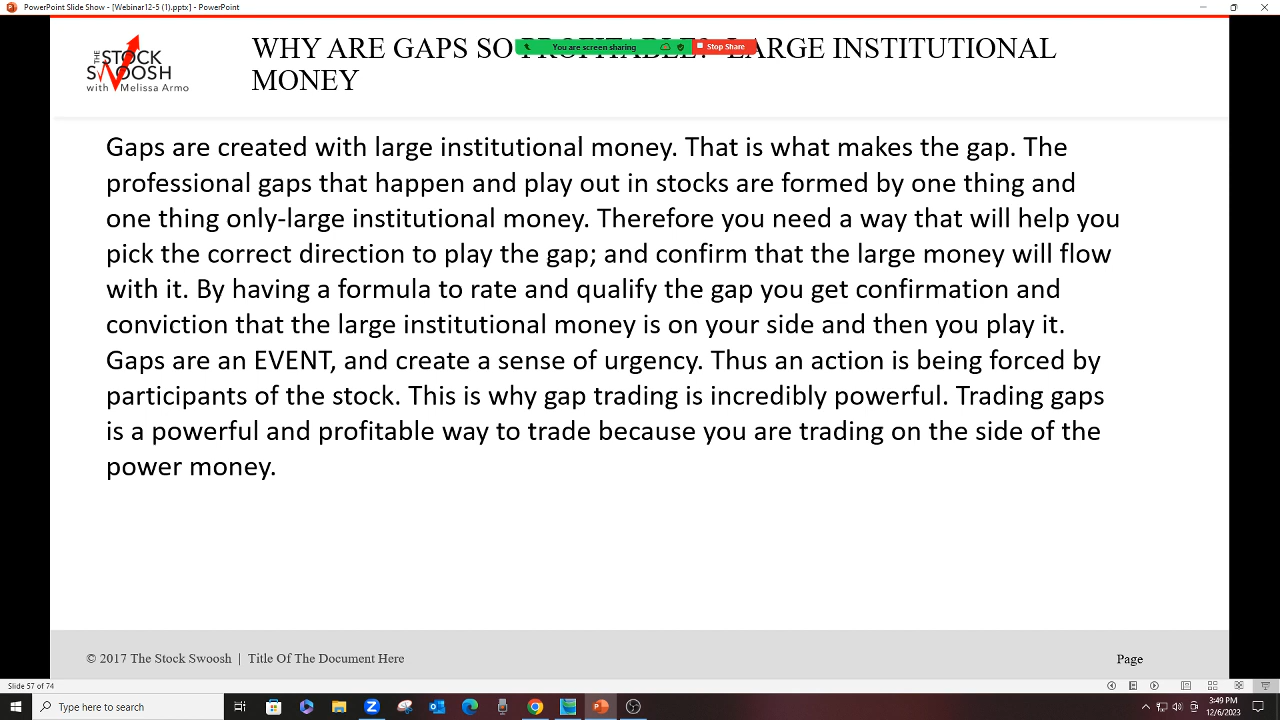 PowerPoint Slide Show - [Webinar12-5 (1).pptx] - PowerPoint
WHY ARE GAPS SO PROFITABLE? LARGE INSTITUTIONAL
MONEY
You are screen sharing
Stop Share
THE
STOCK
SWOOSH
with Melissa Armo
Gaps are created with large institutional money. That is what makes the gap. The
professional gaps that happen and play out in stocks are formed by one thing and
one thing only-large institutional money. Therefore you need a way that will help you
pick the correct direction to play the gap; and confirm that the large money will flow
with it. By having a formula to rate and qualify the gap you get confirmation and
conviction that the large institutional money is on your side and then you play it.
Gaps are an EVENT, and create a sense of urgency. Thus an action is being forced by
participants of the stock. This is why gap trading is incredibly powerful. Trading gaps
is a powerful and profitable way to trade because you are trading on the side of the
power money.
© 2017 The Stock Swoosh | Title Of The Document Here
Page
Slide 57 of 74
Type here to search
3:49 PM
12/6/2023